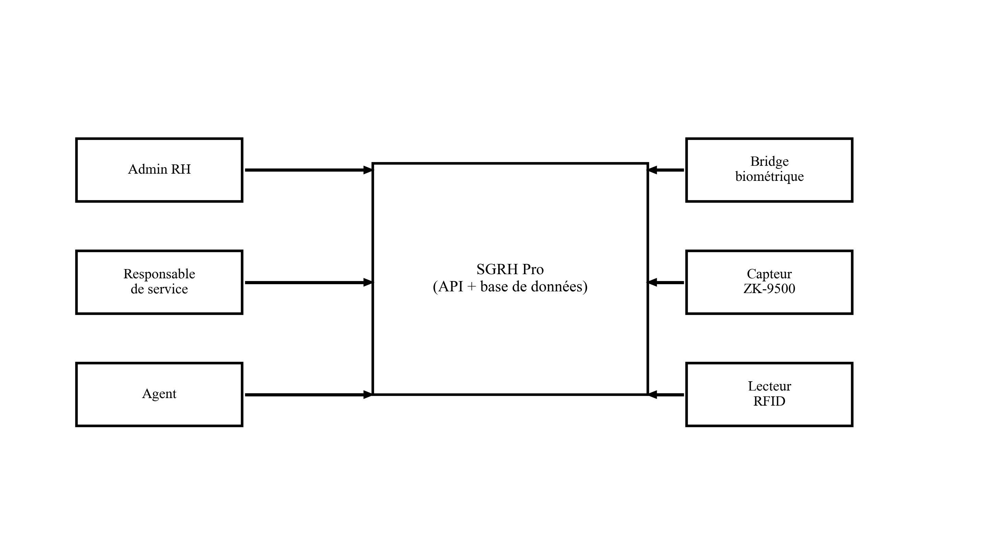 Admin RH
Responsable
de service
Agent
SGRH Pro
(API + base de données)
Bridge
biométrique
Capteur
ZK-9500
Lecteur
RFID